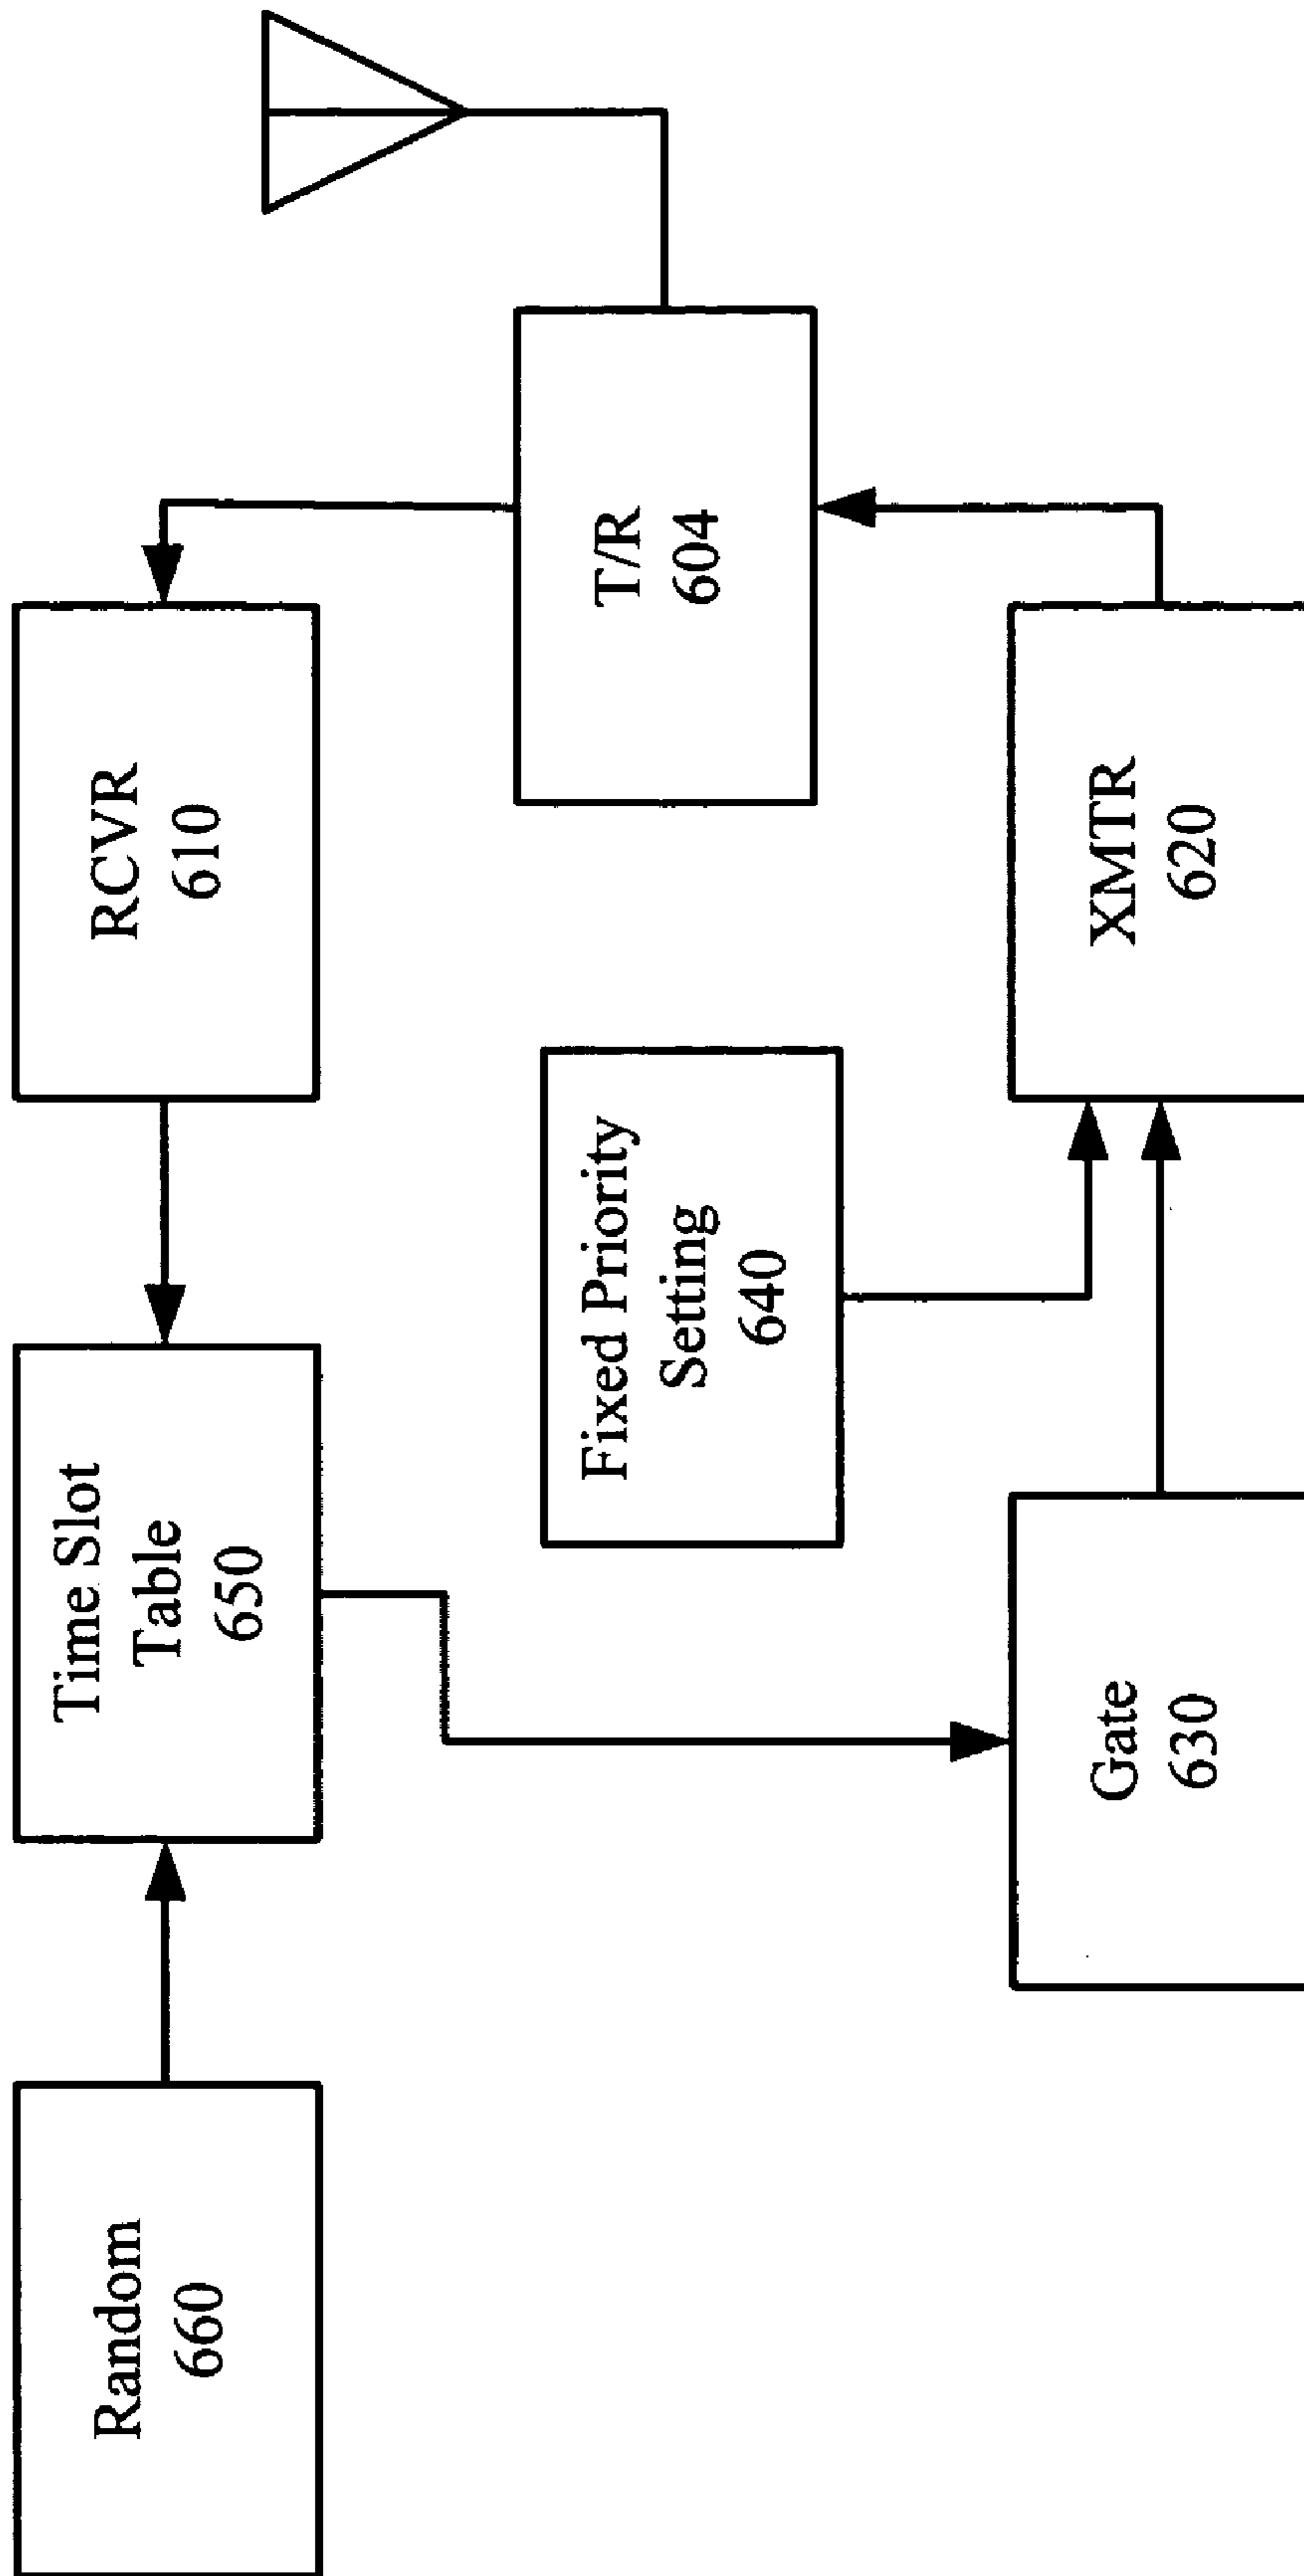 Random
660
Time Slot
Table
650
RCVR
610
Fixed Priority
Setting
640
T/R
604
Gate
630
XMTR
620